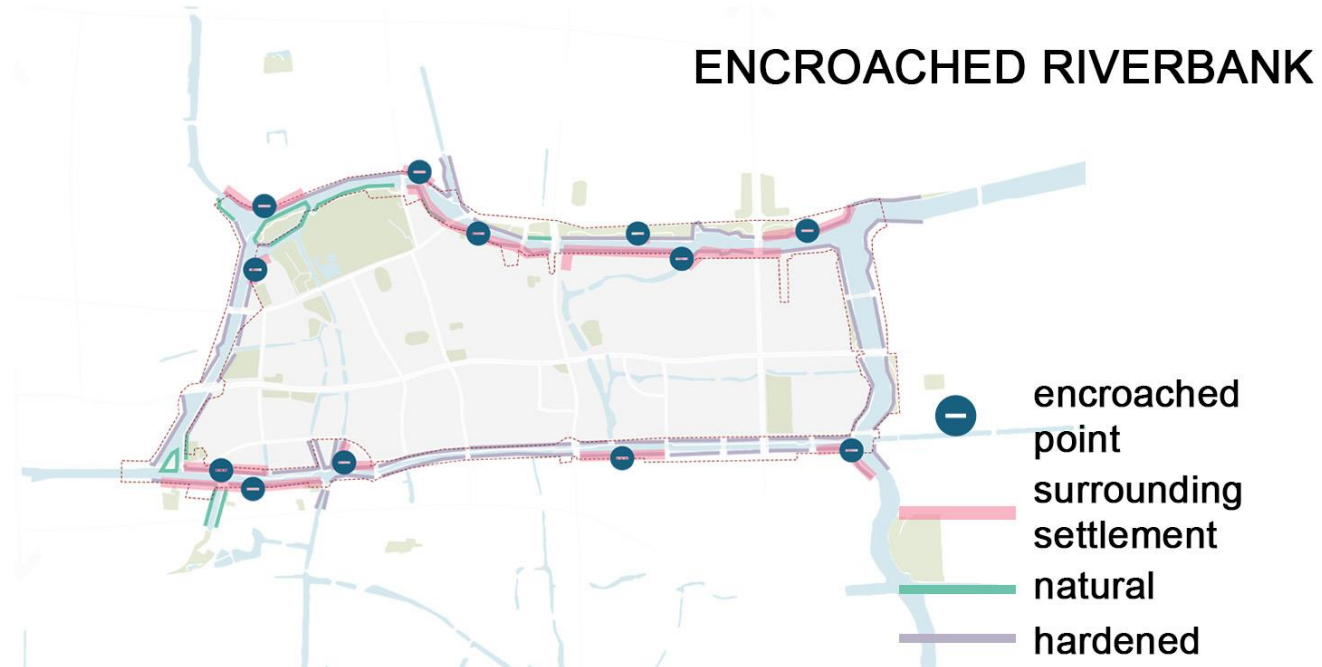 ENCROACHED RIVERBANK
encroached
point
surrounding
settlement
natural
hardened